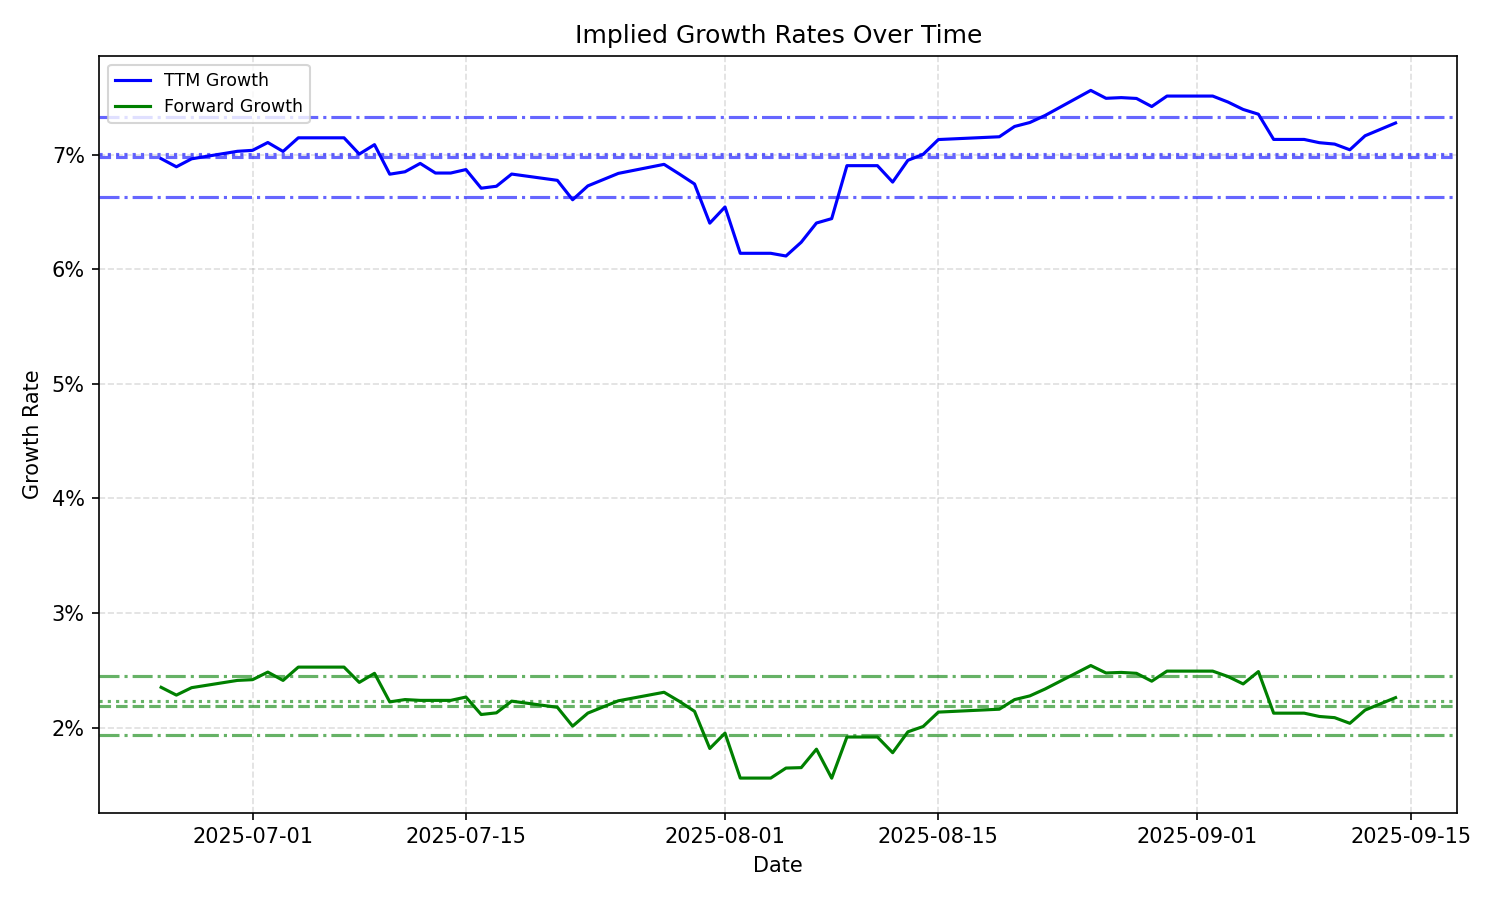 Implied Growth Rates Over Time
TTM Growth
Forward Growth
7%
6%
5%
4%
3%
2%
Growth Rate
2025-07-01
2025-07-15
2025-08-01
2025-08-15
2025-09-01
2025-09-15
Date